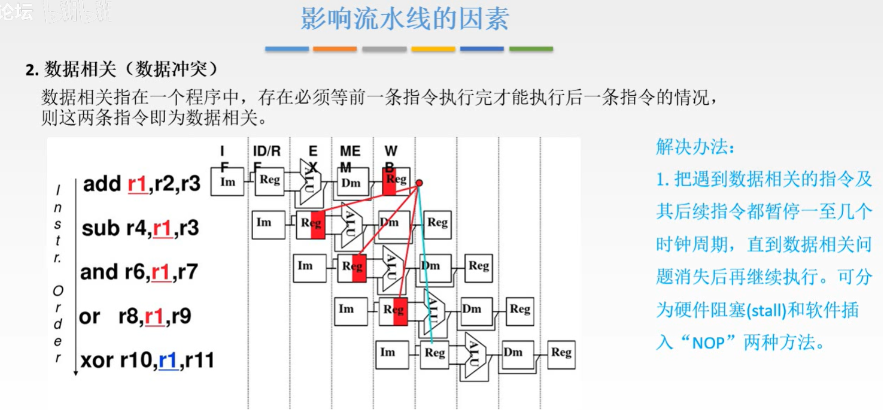 论坛
影响流水线的因素
2. 数据相关（数据冲突）
数据相关指在一个程序中，存在必须等前一条指令执行完才能执行后一条指令的情况，
则这两条指令即为数据相关。
Instr. Order
IF ID/RF EX MEM WB
add r1,r2,r3
Im Reg ALU Dm Reg
sub r4,r1,r3
Im Reg ALU Dm Reg
and r6,r1,r7
Im Reg ALU Dm Reg
or r8,r1,r9
Im Reg ALU Dm Reg
xor r10,r1,r11
Im Reg ALU Dm Reg
解决办法：
1. 把遇到数据相关的指令及
其后续指令都暂停一至几个
时钟周期，直到数据相关问
题消失后再继续执行。可分
为硬件阻塞(stall)和软件插
入“NOP”两种方法。